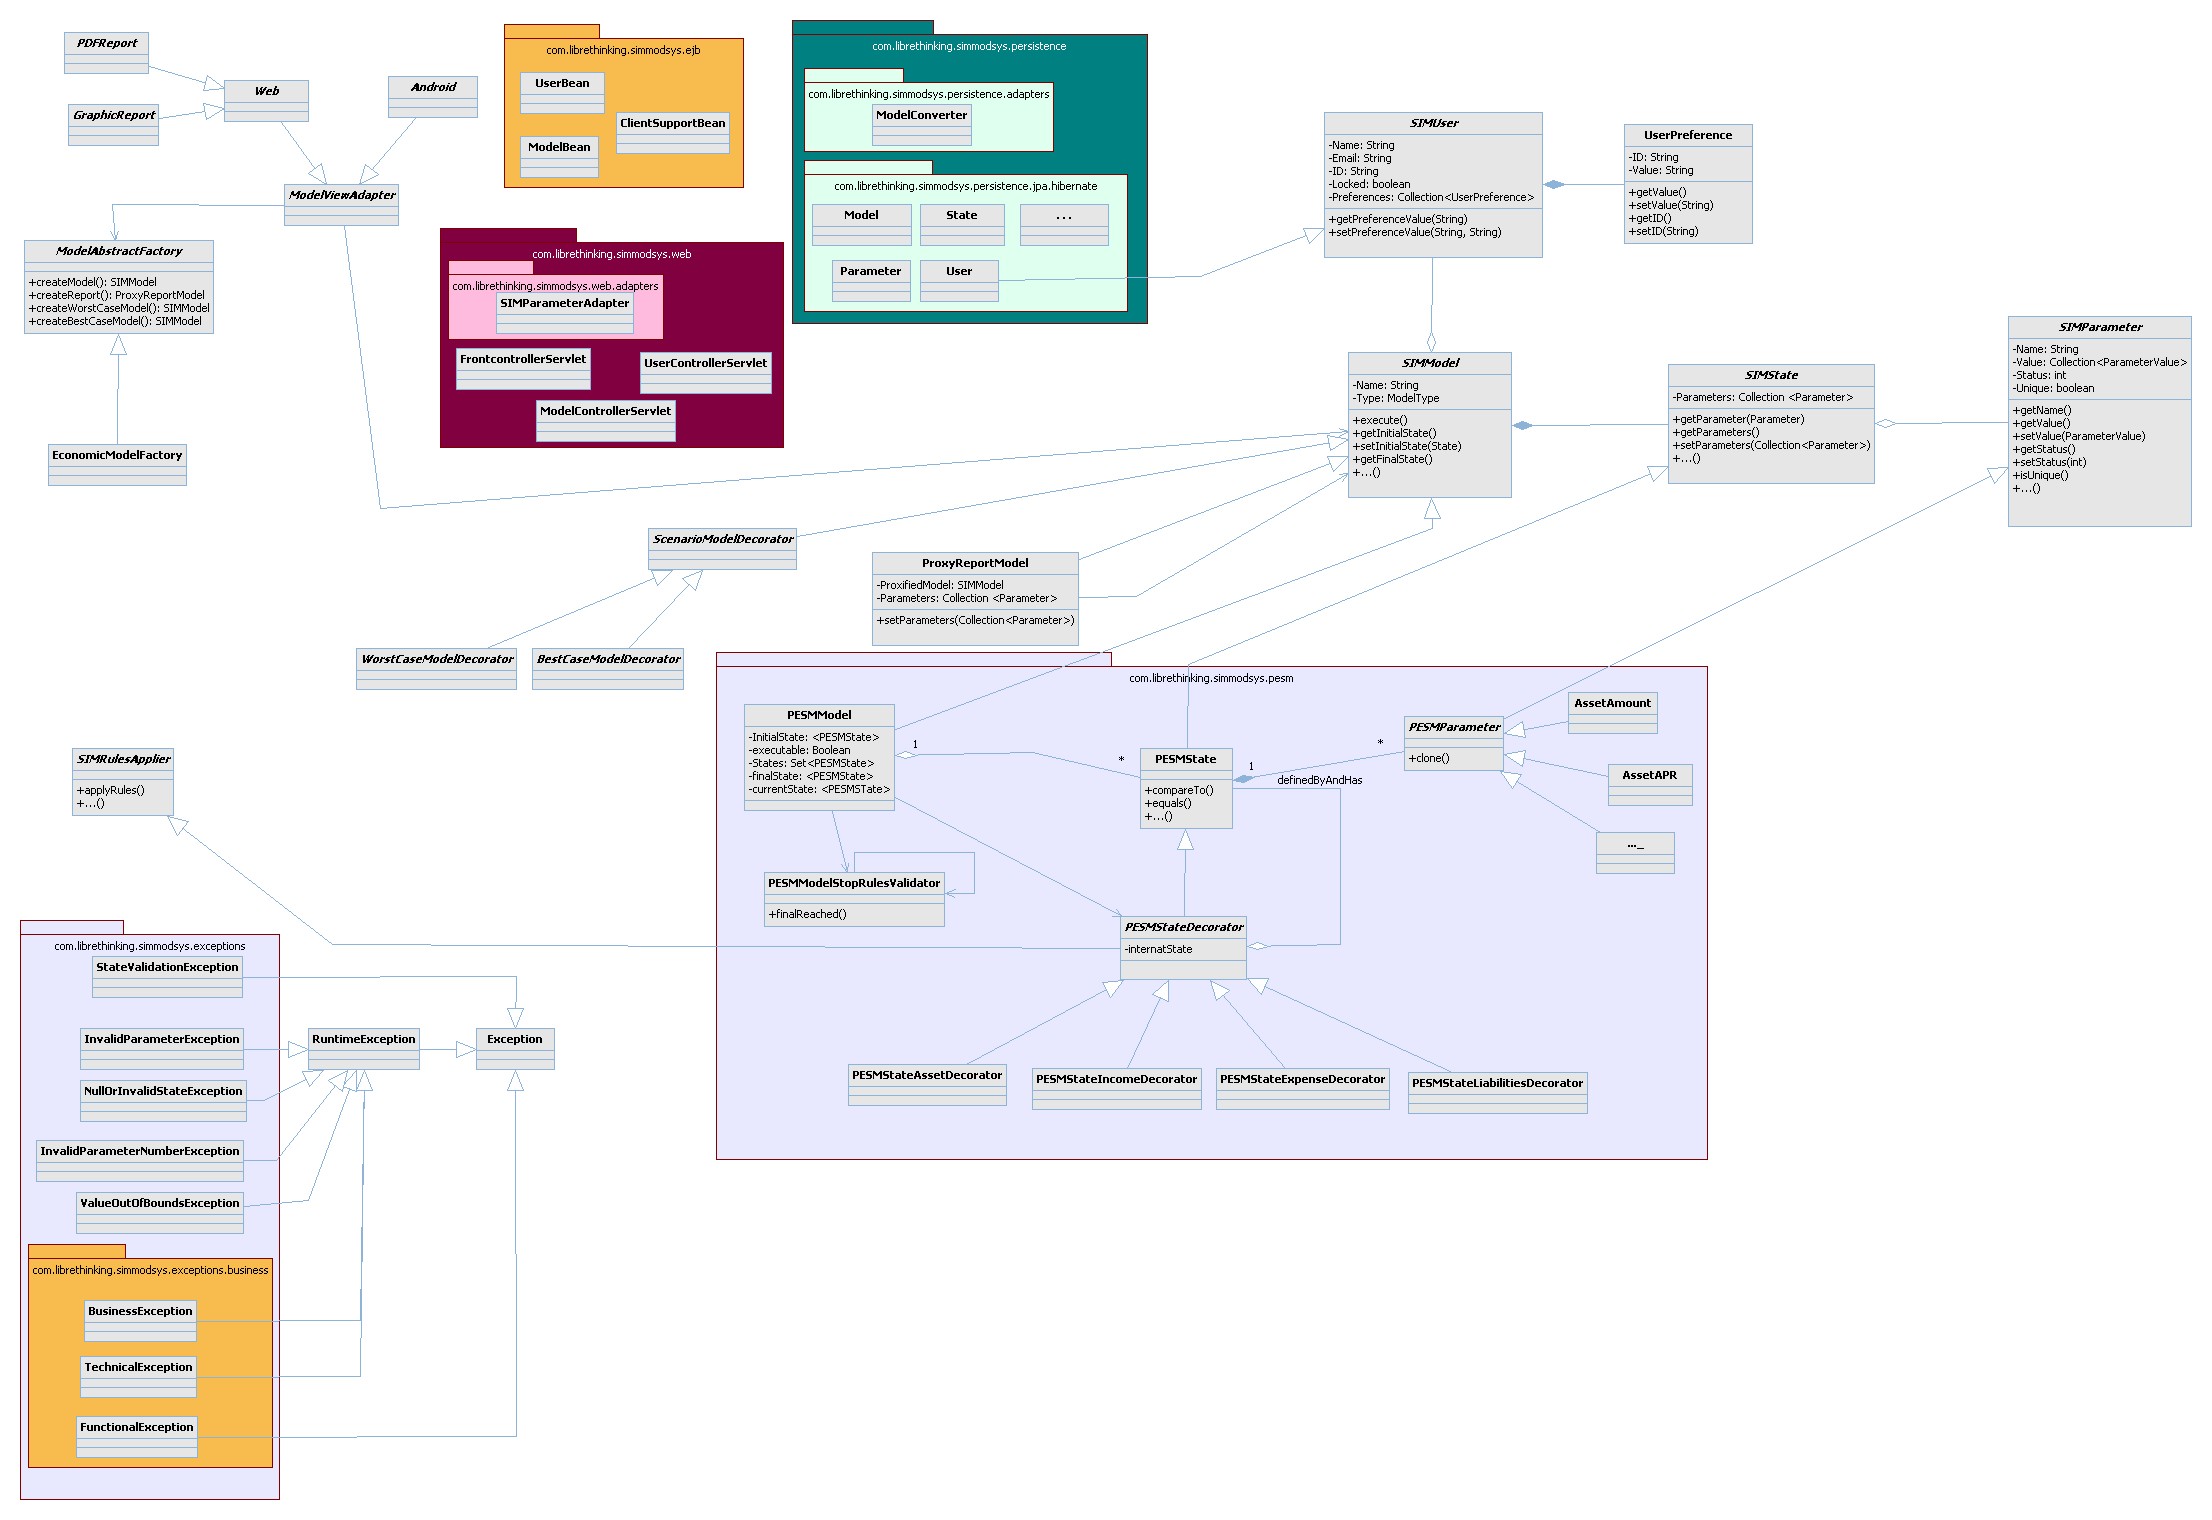 PDFReport
GraphicReport
Web
Android
ModelViewAdapter
ModelAbstractFactory
+createModel(): SIMModel
+createReport(): ProxyReportModel
+createWorstCaseModel(): SIMModel
+createBestCaseModel(): SIMModel
EconomicModelFactory
com.librethinking.simmodsys.ejb
UserBean
ClientSupportBean
ModelBean
com.librethinking.simmodsys.web
com.librethinking.simmodsys.web.adapters
SIMParameterAdapter
FrontcontrollerServlet
UserControllerServlet
ModelControllerServlet
com.librethinking.simmodsys.persistence
com.librethinking.simmodsys.persistence.adapters
ModelConverter
com.librethinking.simmodsys.persistence.jpa.hibernate
Model
State
...
Parameter
User
SIMUser
-Name: String
-Email: String
-ID: String
-Locked: boolean
-Preferences: Collection<UserPreference>
+getPreferenceValue(String)
+setPreferenceValue(String, String)
UserPreference
-ID: String
-Value: String
+getValue()
+setValue(String)
+getID()
+setID(String)
SIMModel
-Name: String
-Type: ModelType
+execute()
+getInitialState()
+setInitialState(State)
+getFinalState()
+...()
SIMState
-Parameters: Collection <Parameter>
+getParameter(Parameter)
+getParameters()
+setParameters(Collection<Parameter>)
+...()
SIMParameter
-Name: String
-Value: Collection<ParameterValue>
-Status: int
-Unique: boolean
+getName()
+getValue()
+setValue(ParameterValue)
+getStatus()
+setStatus(int)
+isUnique()
+...()
ScenarioModelDecorator
WorstCaseModelDecorator
BestCaseModelDecorator
ProxyReportModel
-ProxifiedModel: SIMModel
-Parameters: Collection <Parameter>
+setParameters(Collection<Parameter>)
com.librethinking.simmodsys.pesm
PESMModel
-InitialState: <PESMState>
-executable: Boolean
-States: Set<PESMState>
-finalState: <PESMState>
-currentState: <PESMSTate>
1
*
PESMState
+compareTo()
+equals()
+...()
1
*
definedByAndHas
PESMParameter
+clone()
AssetAmount
AssetAPR
..._
PESMModelStopRulesValidator
+finalReached()
PESMStateDecorator
-internatState
PESMStateAssetDecorator
PESMStateIncomeDecorator
PESMStateExpenseDecorator
PESMStateLiabilitiesDecorator
SIMRulesApplier
+applyRules()
+...()
com.librethinking.simmodsys.exceptions
StateValidationException
InvalidParameterException
NullOrInvalidStateException
InvalidParameterNumberException
ValueOutOfBoundsException
RuntimeException
Exception
com.librethinking.simmodsys.exceptions.business
BusinessException
TechnicalException
FunctionalException